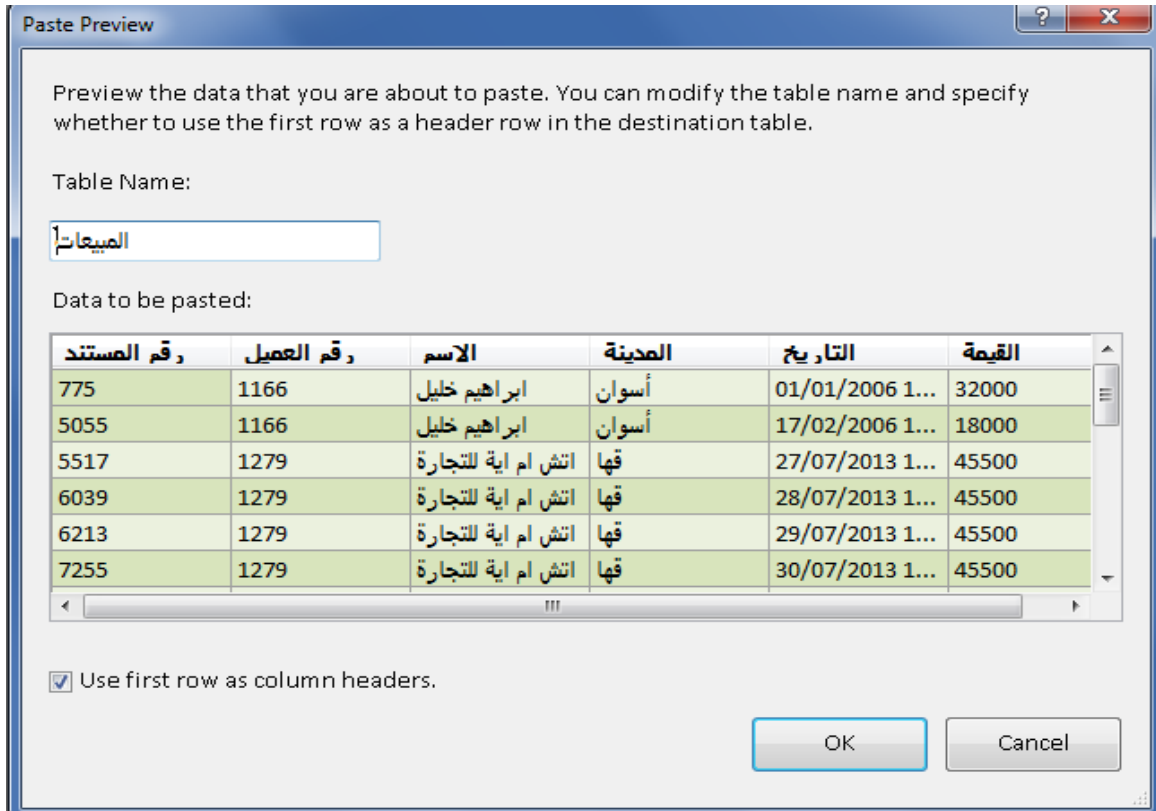 Paste Preview
Preview the data that you are about to paste. You can modify the table name and specify
whether to use the first row as a header row in the destination table.
Table Name:
المبيعات
Data to be pasted:
رقم المستند رقم العميل الاسم المدينة التاريخ القيمة
775 1166 ابراهيم خليل أسوان 01/01/2006 1... 32000
5055 1166 ابراهيم خليل أسوان 17/02/2006 1... 18000
5517 1279 اتش ام اية للتجارة قها 27/07/2013 1... 45500
6039 1279 اتش ام اية للتجارة قها 28/07/2013 1... 45500
6213 1279 اتش ام اية للتجارة قها 29/07/2013 1... 45500
7255 1279 اتش ام اية للتجارة قها 30/07/2013 1... 45500
Use first row as column headers.
OK Cancel